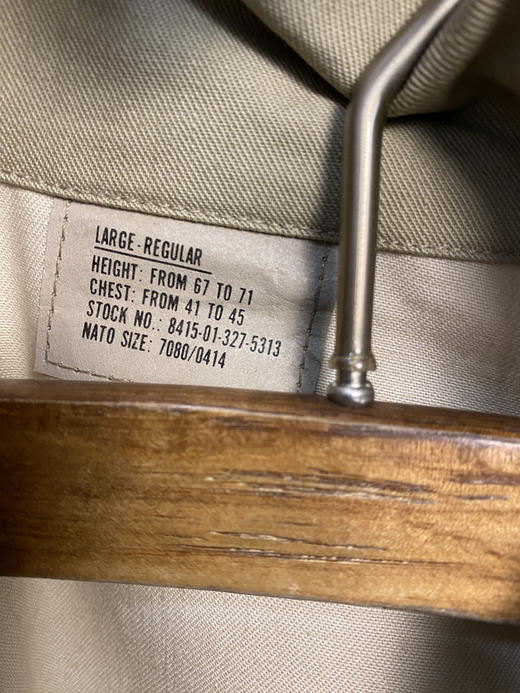 LARGE-REGULAR
HEIGHT: FROM 67 TO 71
CHEST: FROM 41 TO 45
STOCK NO.: 8415-01-327-5313
NATO SIZE: 7080/0414